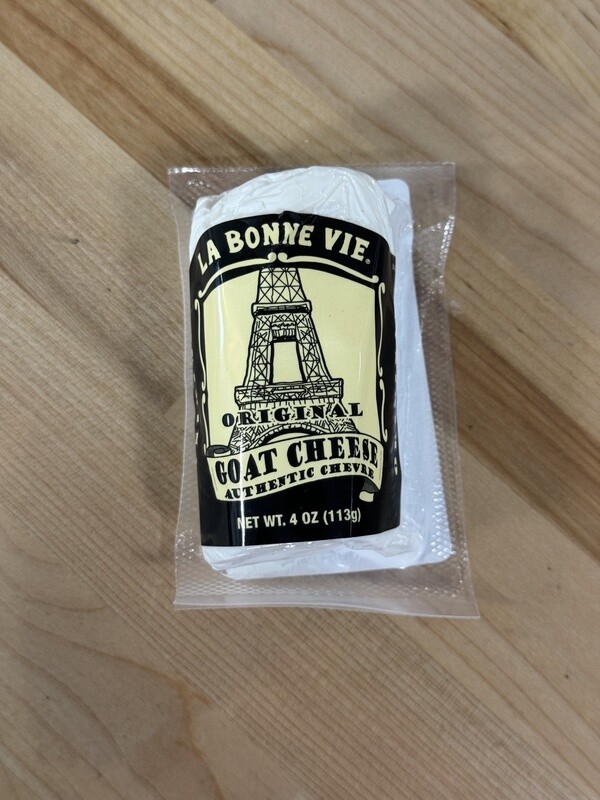 LA BONNE VIE®
ORIGINAL
GOAT CHEESE
AUTHENTIC CHEVRE
NET WT. 4 OZ (113g)